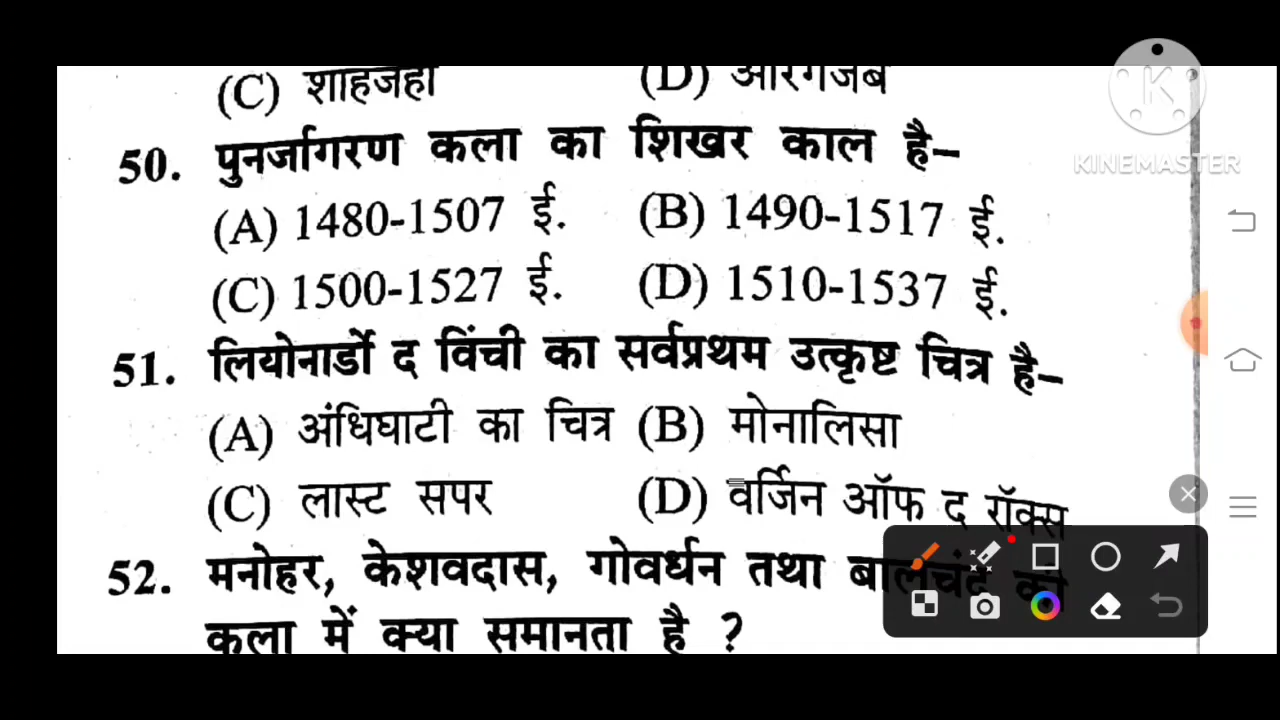 (C) शाहजहाँ (D) औरंगजेब
50. पुनर्जागरण कला का शिखर काल है–
(A) 1480-1507 ई. (B) 1490-1517 ई.
(C) 1500-1527 ई. (D) 1510-1537 ई.
51. लियोनार्डो द विंची का सर्वप्रथम उत्कृष्ट चित्र है–
(A) अंधिघाटी का चित्र (B) मोनालिसा
(C) लास्ट सपर (D) वर्जिन ऑफ द रॉक्स
52. मनोहर, केशवदास, गोवर्धन तथा बालचंद की
कला में क्या समानता है ?
KINEMASTER